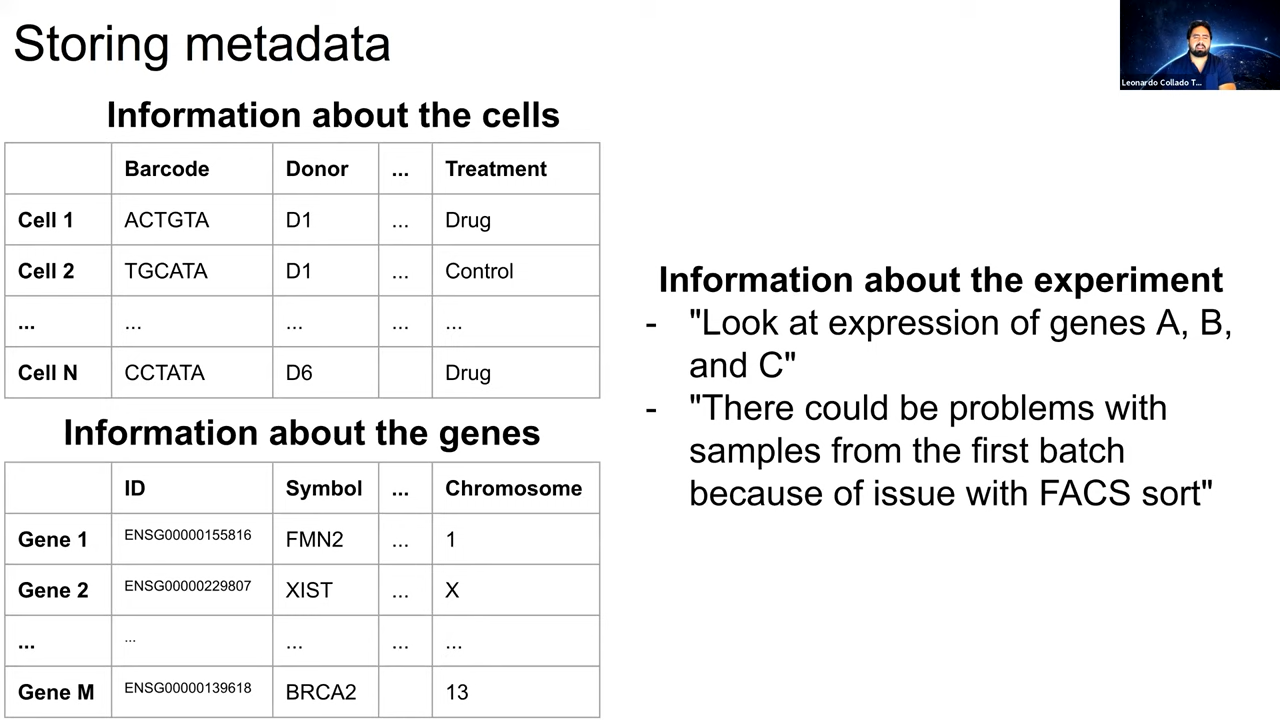 Storing metadata
Leonardo Collado T...
Information about the cells
Barcode Donor ... Treatment
Cell 1 ACTGTA D1 ... Drug
Cell 2 TGCATA D1 ... Control
... ... ... ... ...
Cell N CCTATA D6 Drug
Information about the genes
ID Symbol ... Chromosome
Gene 1 ENSG00000155816 FMN2 ... 1
Gene 2 ENSG00000229807 XIST ... X
... ... ... ... ...
Gene M ENSG00000139618 BRCA2 13
Information about the experiment
- "Look at expression of genes A, B,
and C"
- "There could be problems with
samples from the first batch
because of issue with FACS sort"